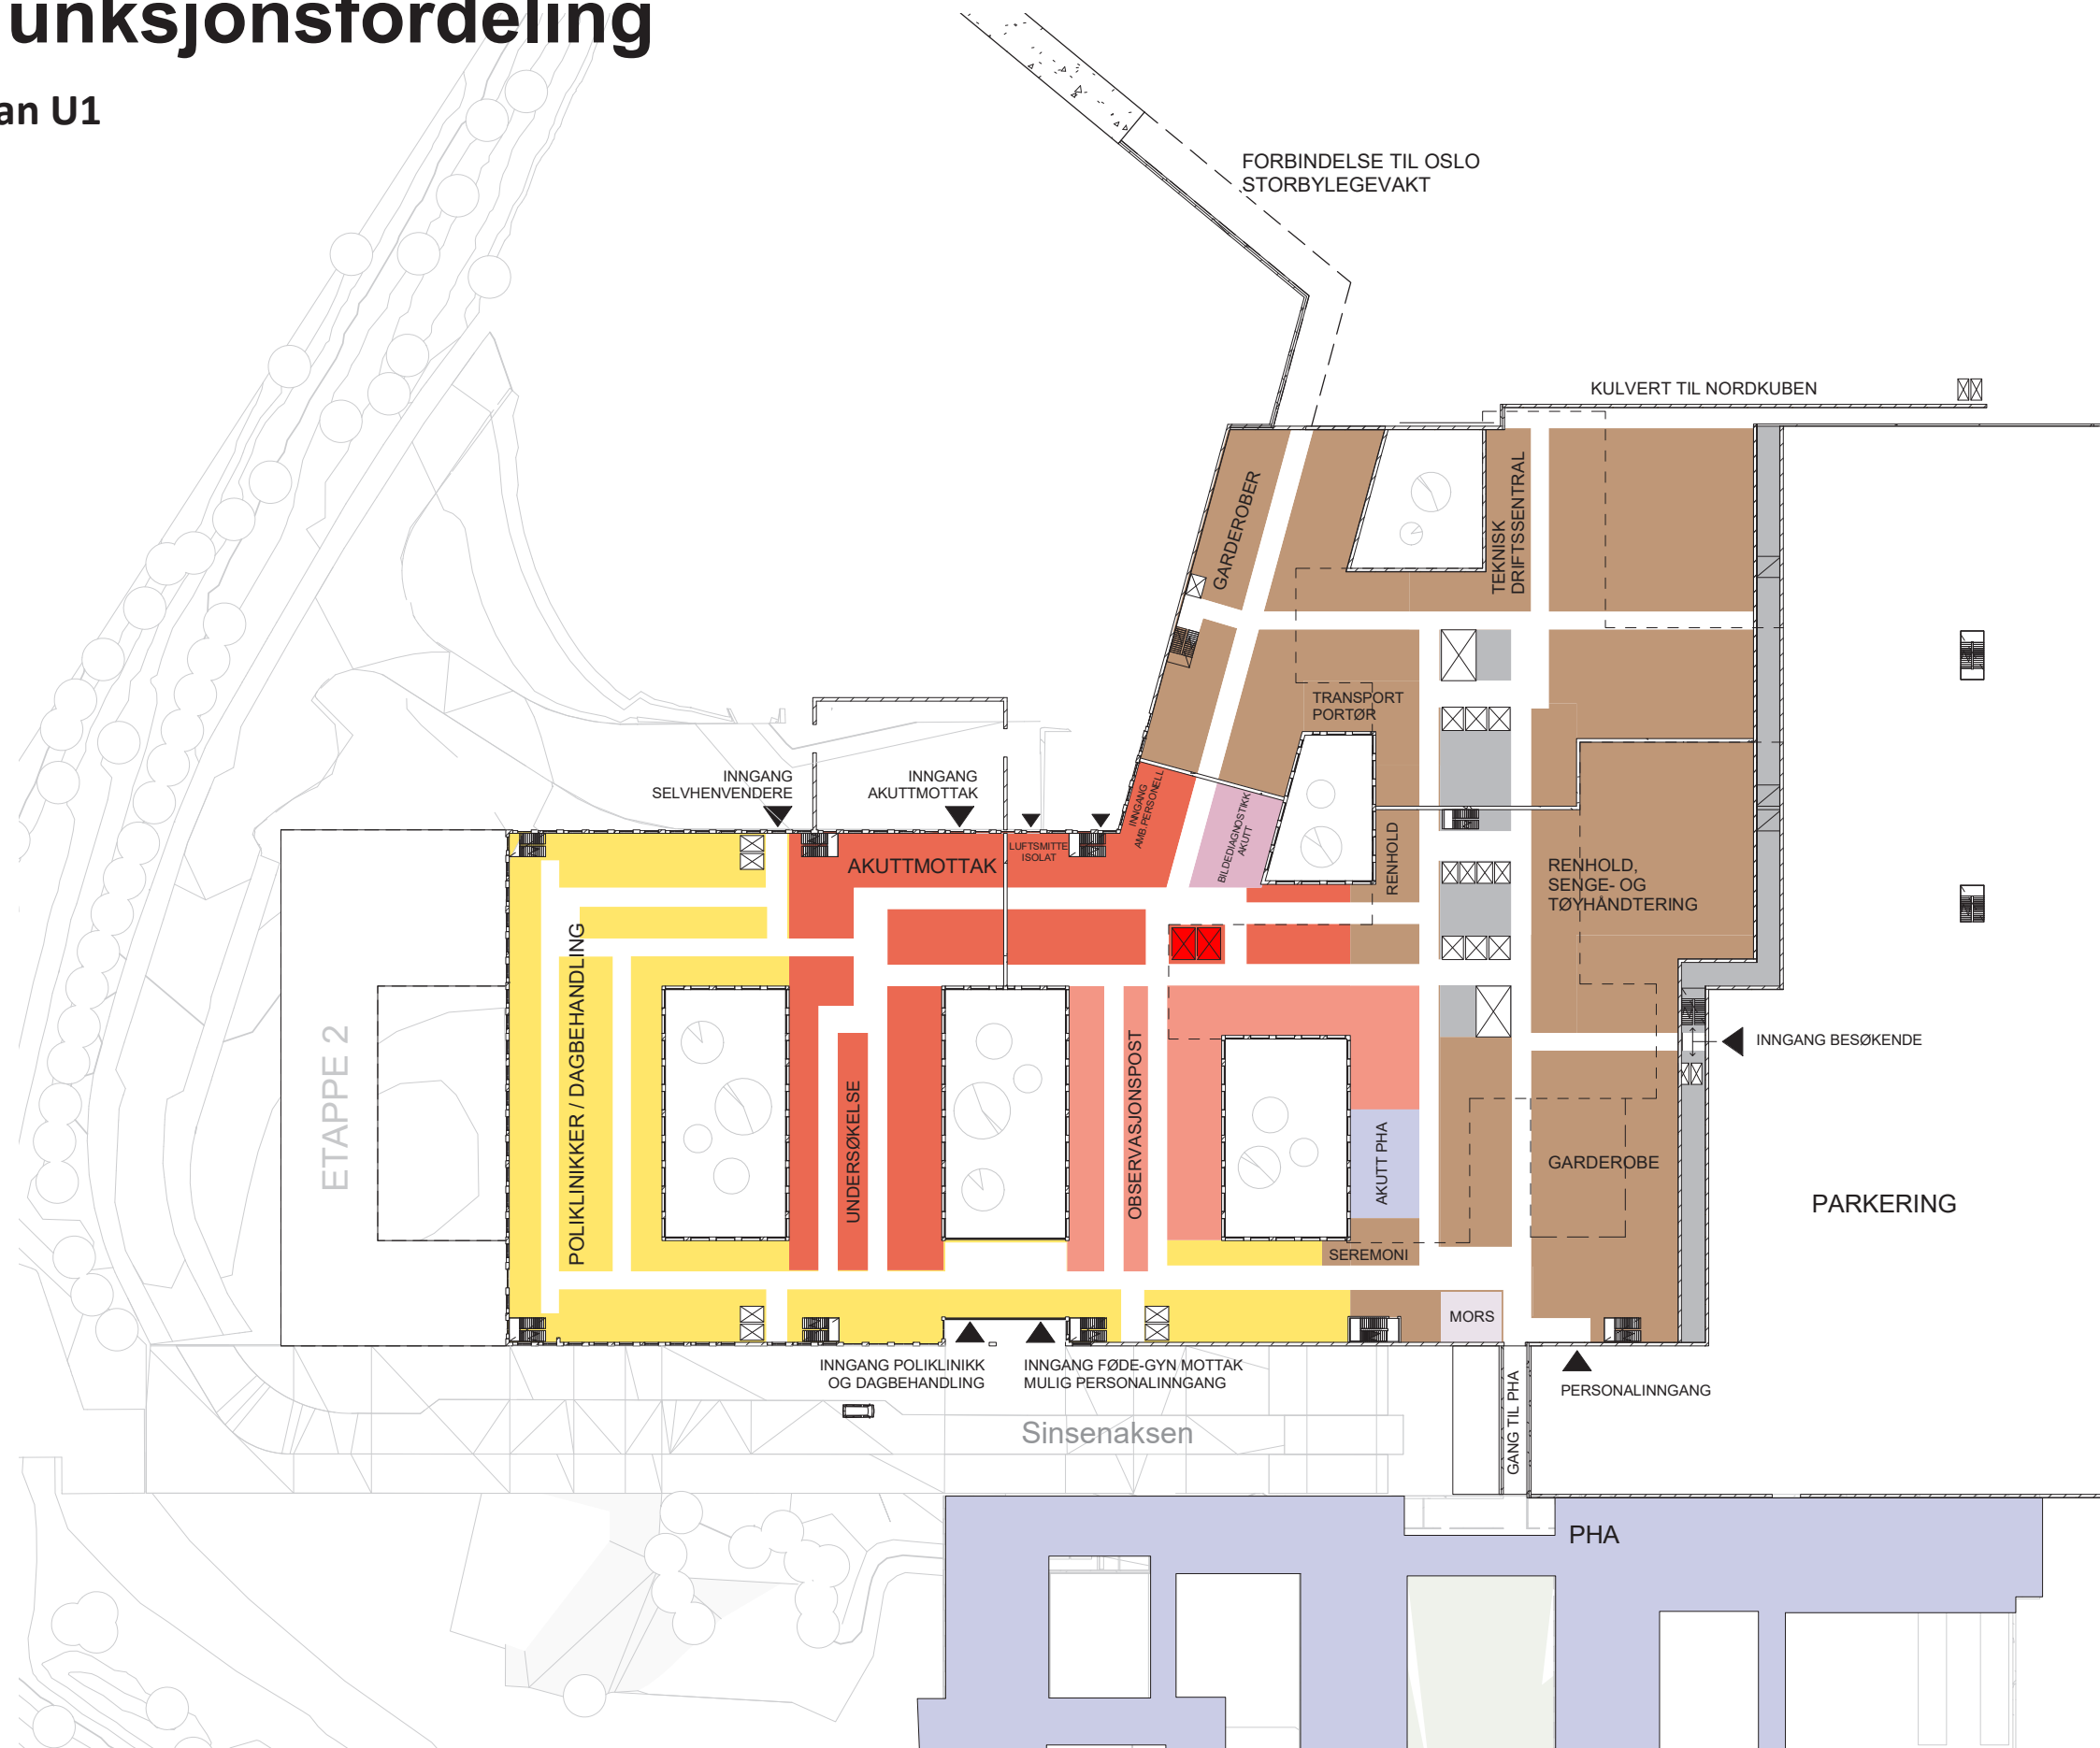 unksjonsfordeling
an U1
FORBINDELSE TIL OSLO
STORBYLEGEVAKT
KULVERT TIL NORDKUBEN
GARDEROBER
TEKNISK
DRIFTSSENTRAL
TRANSPORT
PORTØR
INNGANG
SELVHENVENDERE
INNGANG
AKUTTMOTTAK
INNGANG
AMB.PERSONELL
BILDEDIAGNOSTIKK
AKUTT
LUFTSMITTE
ISOLAT
AKUTTMOTTAK
RENHOLD
RENHOLD,
SENGE- OG
TØYHÅNDTERING
ETAPPE 2
POLIKLINIKKER / DAGBEHANDLING
UNDERSØKELSE
OBSERVASJONSPOST
AKUTT PHA
INNGANG BESØKENDE
GARDEROBE
PARKERING
SEREMONI
MORS
INNGANG POLIKLINIKK
OG DAGBEHANDLING
INNGANG FØDE-GYN MOTTAK
MULIG PERSONALINNGANG
PERSONALINNGANG
GANG TIL PHA
Sinsenaksen
PHA